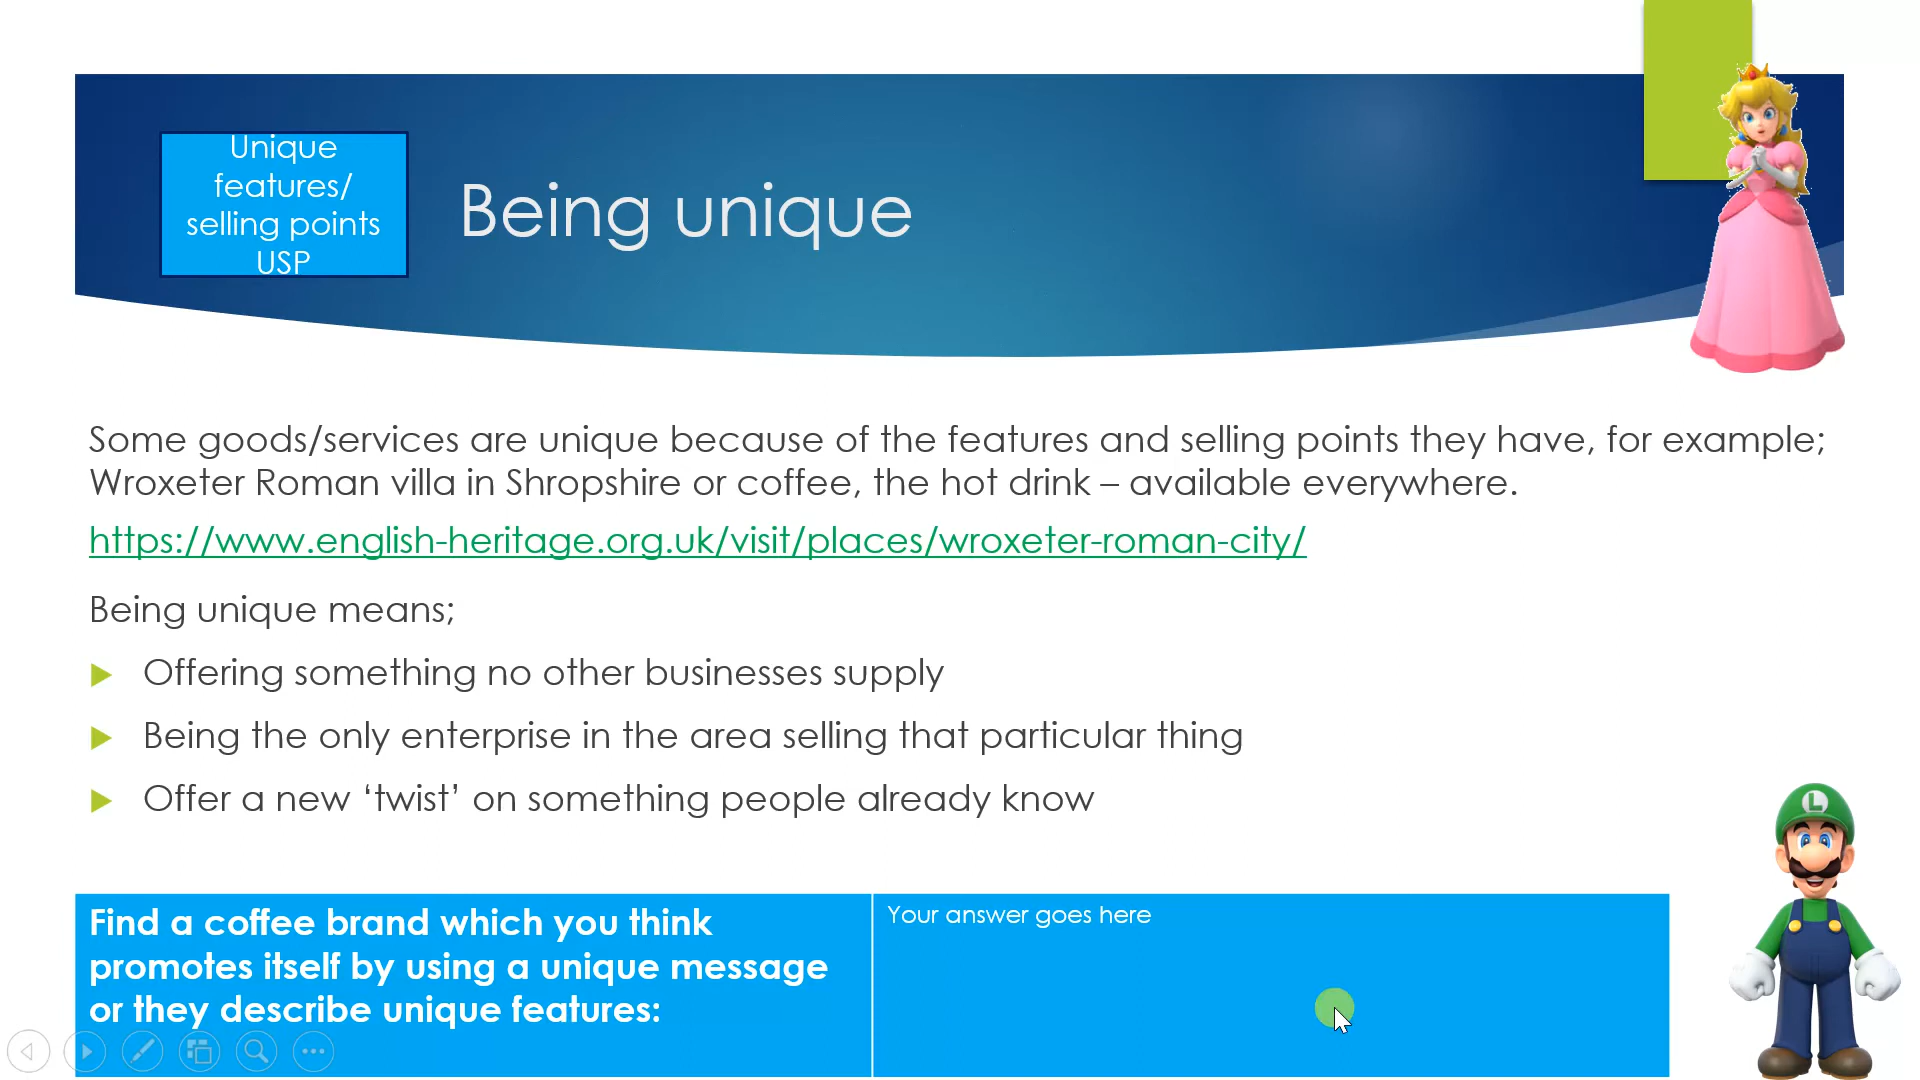 Unique
features/
selling points
USP
Being unique
Some goods/services are unique because of the features and selling points they have, for example;
Wroxeter Roman villa in Shropshire or coffee, the hot drink – available everywhere.
https://www.english-heritage.org.uk/visit/places/wroxeter-roman-city/
Being unique means;
Offering something no other businesses supply
Being the only enterprise in the area selling that particular thing
Offer a new ‘twist’ on something people already know
Find a coffee brand which you think
promotes itself by using a unique message
or they describe unique features:
Your answer goes here
L